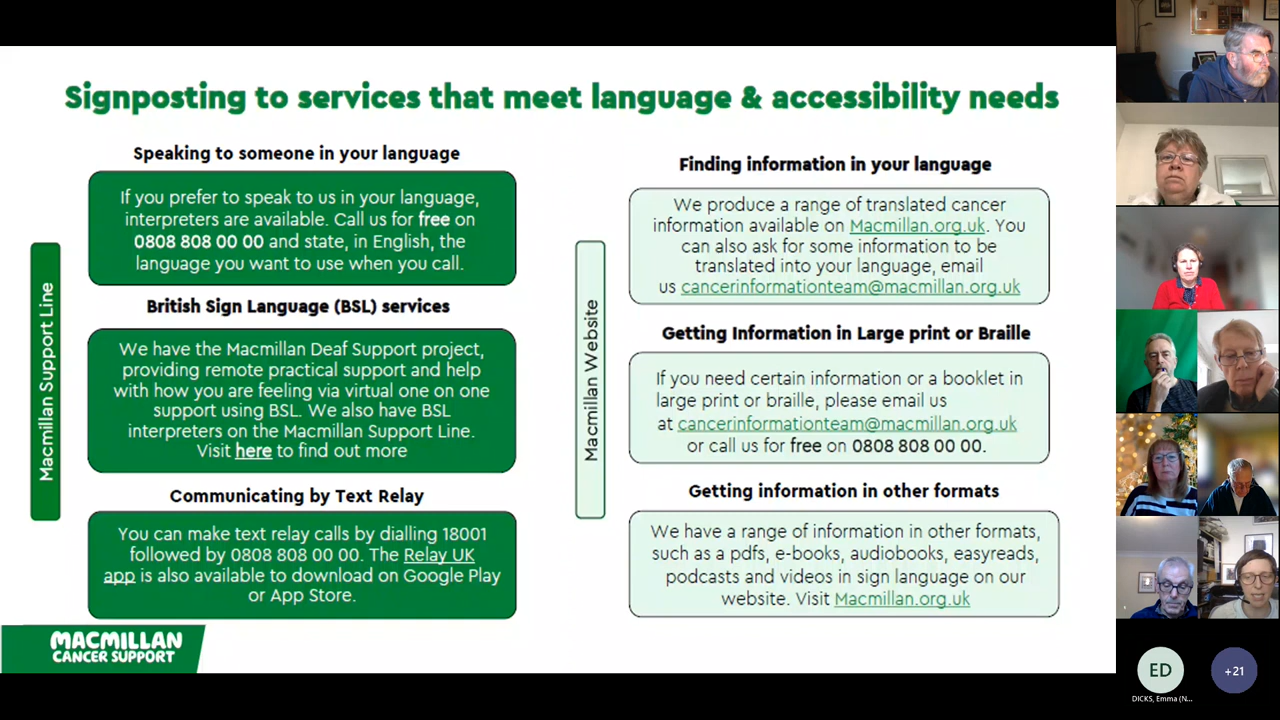 Signposting to services that meet language & accessibility needs
Macmillan Support Line
Speaking to someone in your language
If you prefer to speak to us in your language,
interpreters are available. Call us for free on
0808 808 00 00 and state, in English, the
language you want to use when you call.
British Sign Language (BSL) services
We have the Macmillan Deaf Support project,
providing remote practical support and help
with how you are feeling via virtual one on one
support using BSL. We also have BSL
interpreters on the Macmillan Support Line.
Visit here to find out more
Communicating by Text Relay
You can make text relay calls by dialling 18001
followed by 0808 808 00 00. The Relay UK
app is also available to download on Google Play
or App Store.
Macmillan Website
Finding information in your language
We produce a range of translated cancer
information available on Macmillan.org.uk. You
can also ask for some information to be
translated into your language, email
us cancerinformationteam@macmillan.org.uk
Getting Information in Large print or Braille
If you need certain information or a booklet in
large print or braille, please email us
at cancerinformationteam@macmillan.org.uk
or call us for free on 0808 808 00 00.
Getting information in other formats
We have a range of information in other formats,
such as a pdfs, e-books, audiobooks, easyreads,
podcasts and videos in sign language on our
website. Visit Macmillan.org.uk
MACMILLAN
CANCER SUPPORT
ED
DICKS, Emma (N...
+21